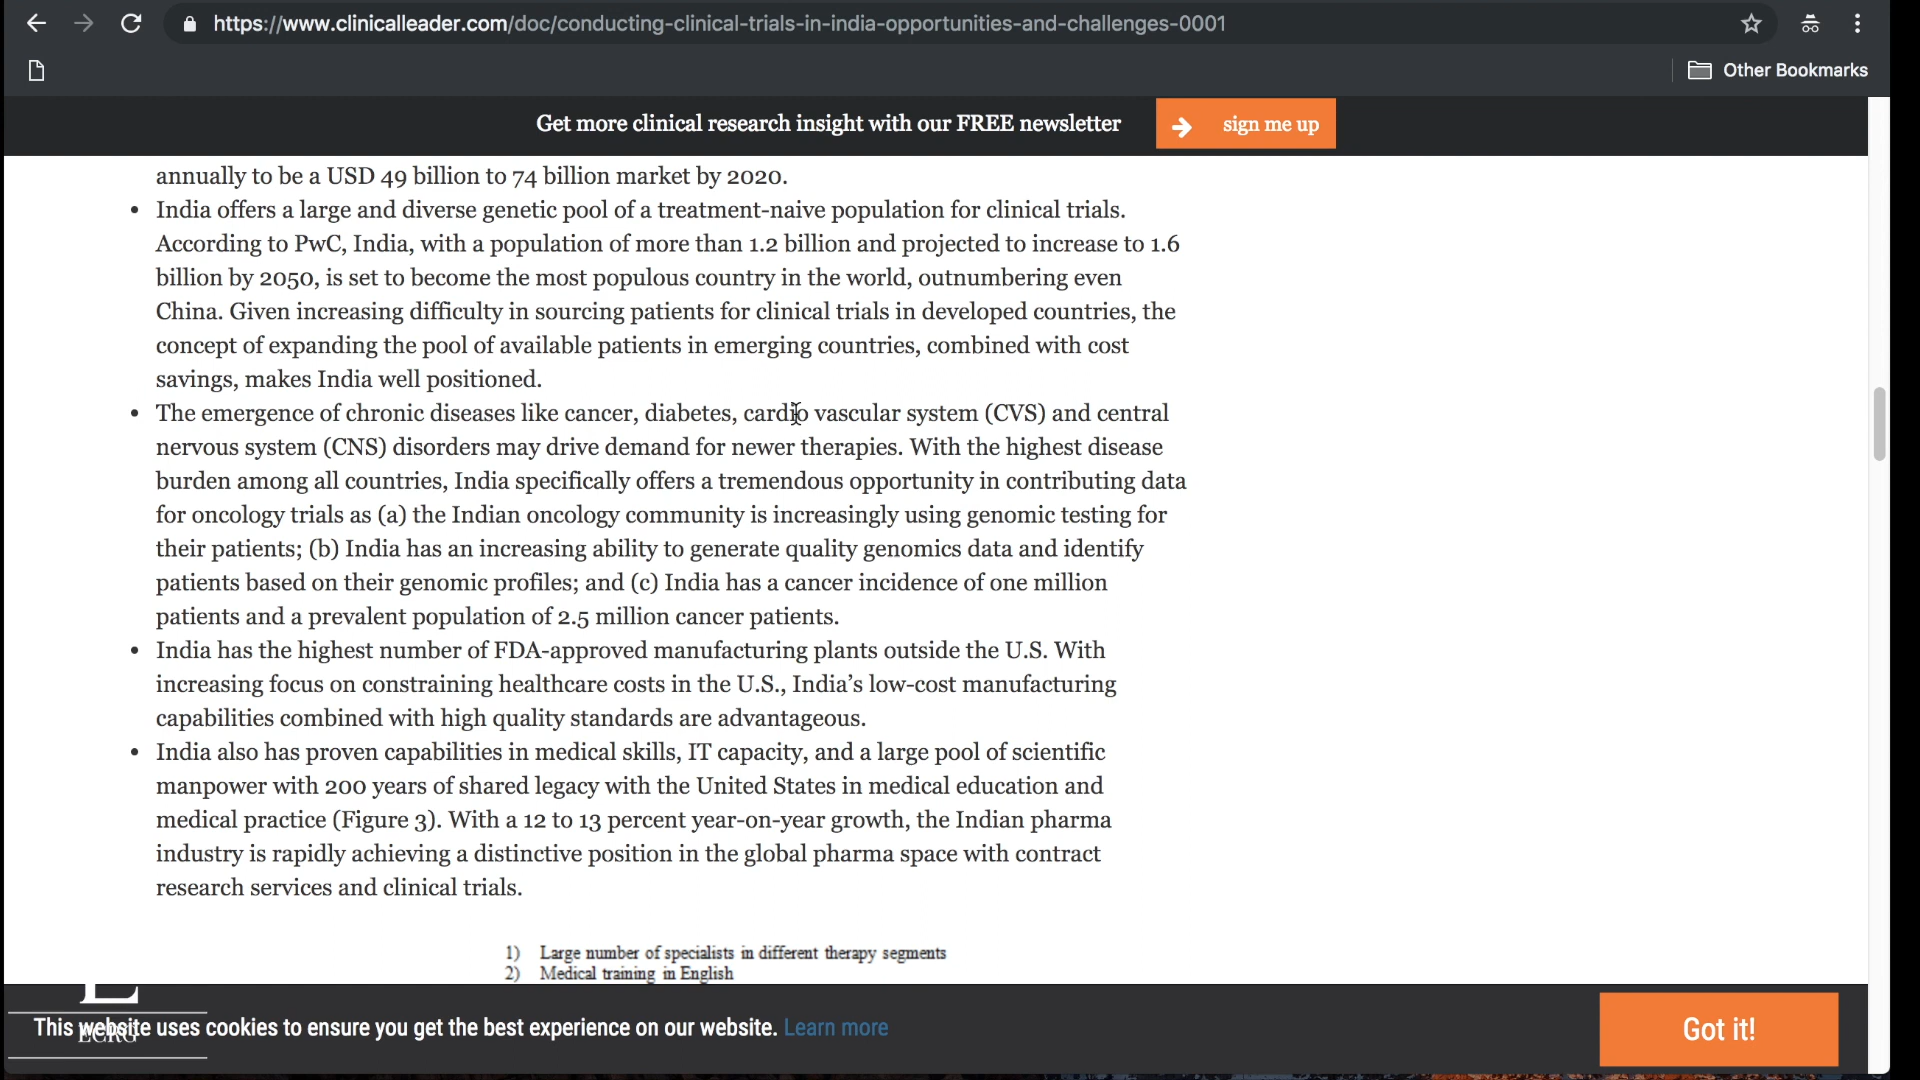 https://www.clinicalleader.com/doc/conducting-clinical-trials-in-india-opportunities-and-challenges-0001
Other Bookmarks
Get more clinical research insight with our FREE newsletter
sign me up
annually to be a USD 49 billion to 74 billion market by 2020.
• India offers a large and diverse genetic pool of a treatment-naive population for clinical trials.
According to PwC, India, with a population of more than 1.2 billion and projected to increase to 1.6
billion by 2050, is set to become the most populous country in the world, outnumbering even
China. Given increasing difficulty in sourcing patients for clinical trials in developed countries, the
concept of expanding the pool of available patients in emerging countries, combined with cost
savings, makes India well positioned.
• The emergence of chronic diseases like cancer, diabetes, cardio vascular system (CVS) and central
nervous system (CNS) disorders may drive demand for newer therapies. With the highest disease
burden among all countries, India specifically offers a tremendous opportunity in contributing data
for oncology trials as (a) the Indian oncology community is increasingly using genomic testing for
their patients; (b) India has an increasing ability to generate quality genomics data and identify
patients based on their genomic profiles; and (c) India has a cancer incidence of one million
patients and a prevalent population of 2.5 million cancer patients.
• India has the highest number of FDA-approved manufacturing plants outside the U.S. With
increasing focus on constraining healthcare costs in the U.S., India’s low-cost manufacturing
capabilities combined with high quality standards are advantageous.
• India also has proven capabilities in medical skills, IT capacity, and a large pool of scientific
manpower with 200 years of shared legacy with the United States in medical education and
medical practice (Figure 3). With a 12 to 13 percent year-on-year growth, the Indian pharma
industry is rapidly achieving a distinctive position in the global pharma space with contract
research services and clinical trials.
1) Large number of specialists in different therapy segments
2) Medical training in English
This website uses cookies to ensure you get the best experience on our website. Learn more
Got it!
ECRG